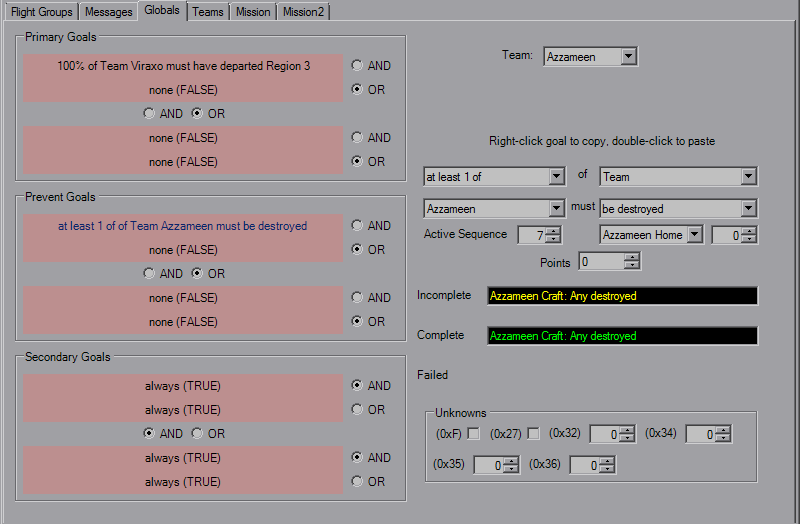 Flight Groups Messages Globals Teams Mission Mission2
Primary Goals
100% of Team Viraxo must have departed Region 3
AND
none (FALSE)
OR
AND OR
none (FALSE)
AND
none (FALSE)
OR
Prevent Goals
at least 1 of of Team Azzameen must be destroyed
AND
none (FALSE)
OR
AND OR
none (FALSE)
AND
none (FALSE)
OR
Secondary Goals
always (TRUE)
AND
always (TRUE)
OR
AND OR
always (TRUE)
AND
always (TRUE)
OR
Team: Azzameen
Right-click goal to copy, double-click to paste
at least 1 of of Team
Azzameen must be destroyed
Active Sequence 7 Azzameen Home 0
Points 0
Incomplete Azzameen Craft: Any destroyed
Complete Azzameen Craft: Any destroyed
Failed
Unknowns
(0xF) (0x27) (0x32) 0 (0x34) 0
(0x35) 0 (0x36) 0